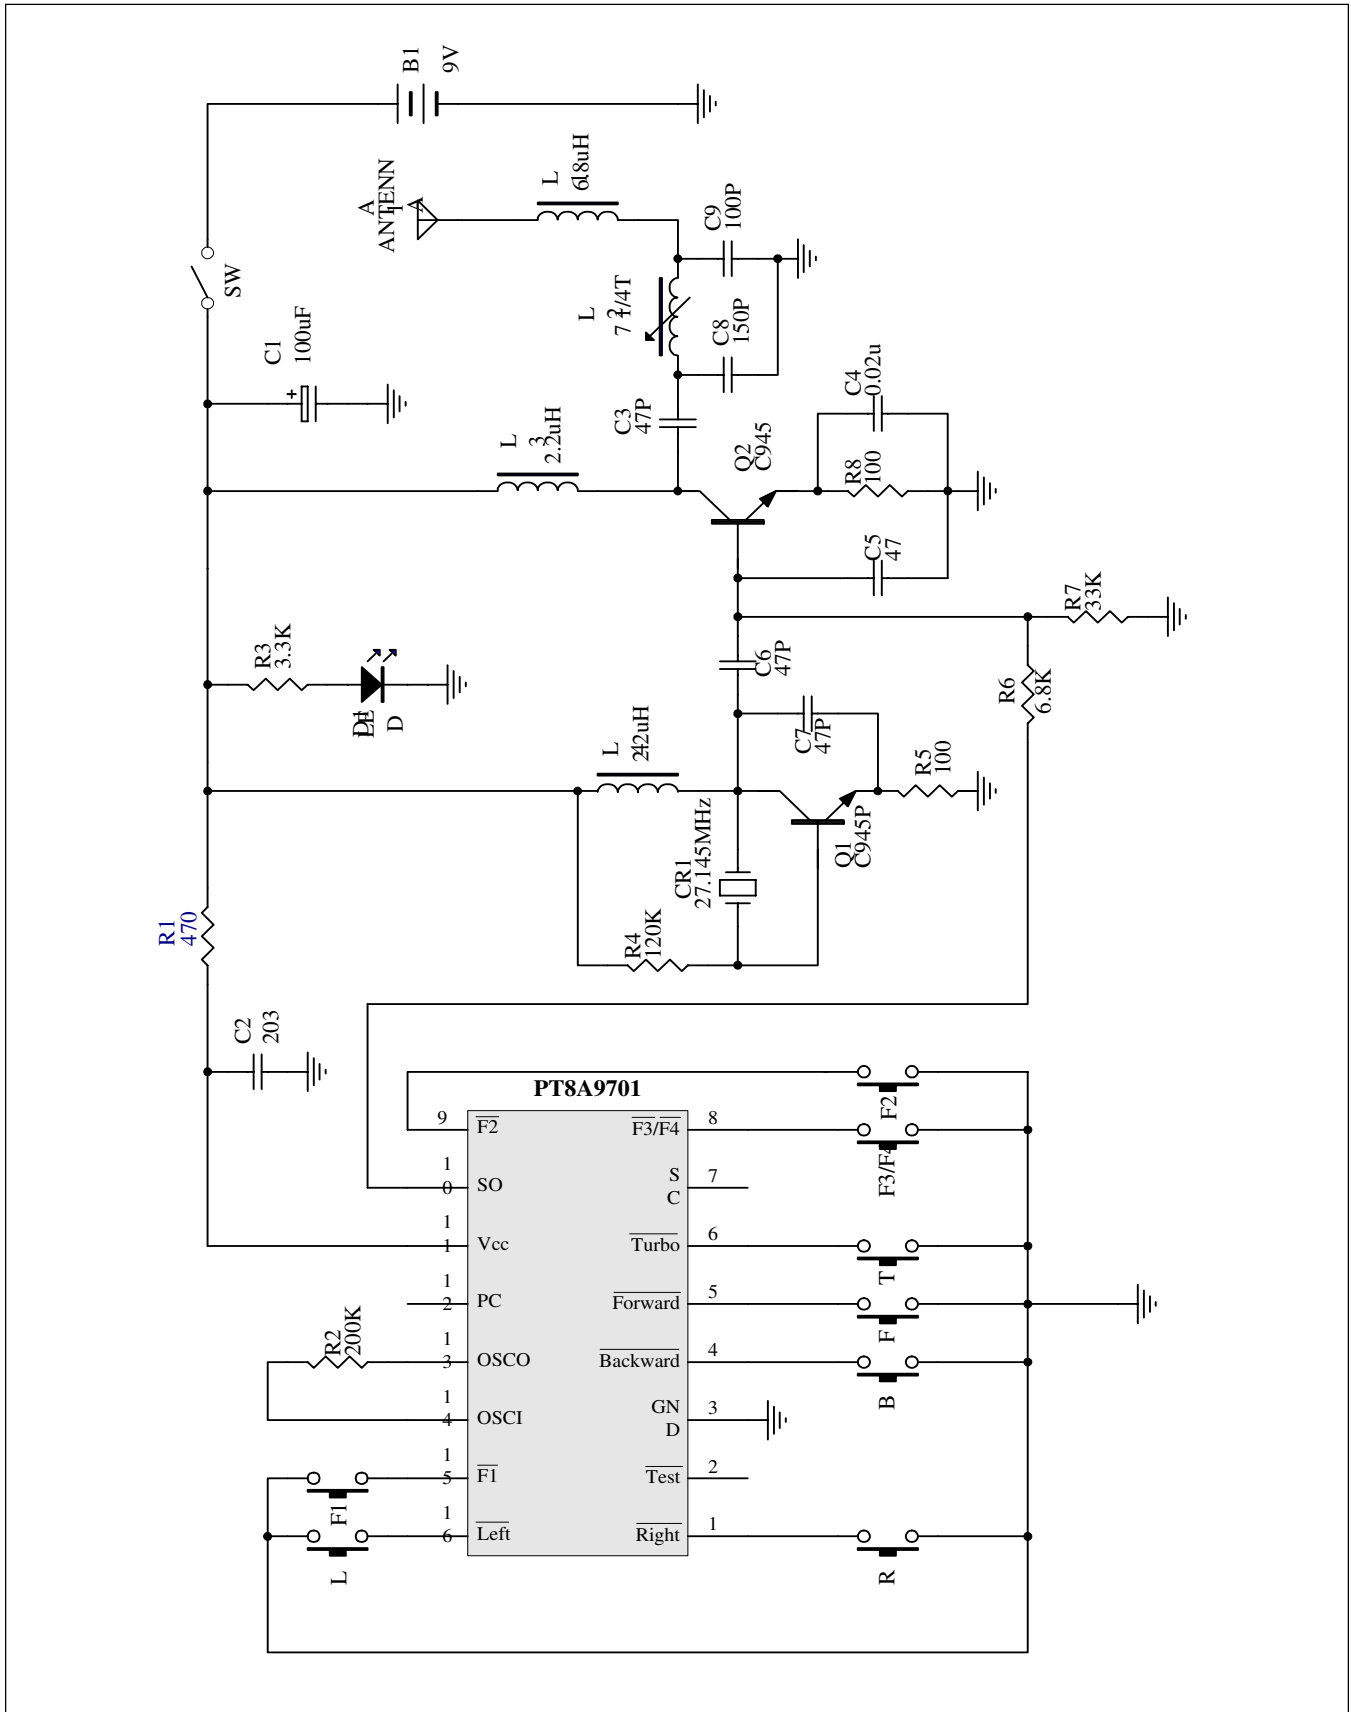 B1
9V
SW
C1
100uF
A
ANTENN
A
L
6.8uH
C9
100P
L
7 1/4T
C8
150P
C3
47P
L
3
2.2uH
Q2
C945
C4
0.02u
R8
100
C5
47
R7
33K
R3
3.3K
D1
LE
D
C6
47P
R6
6.8K
L
C7
47P
R5
100
Q1
C945P
CR1
27.145MHz
R4
120K
R1
470
C2
203
PT8A9701
9
F2
F3/F4
8
F2
F3/F4
1
0
SO
S
C
7
1
1
Vcc
Turbo
6
T
1
2
PC
Forward
5
F
R2
200K
1
3
OSCO
Backward
4
B
1
4
OSCI
GN
D
3
F1
1
5
F1
Test
2
L
1
6
Left
Right
1
R